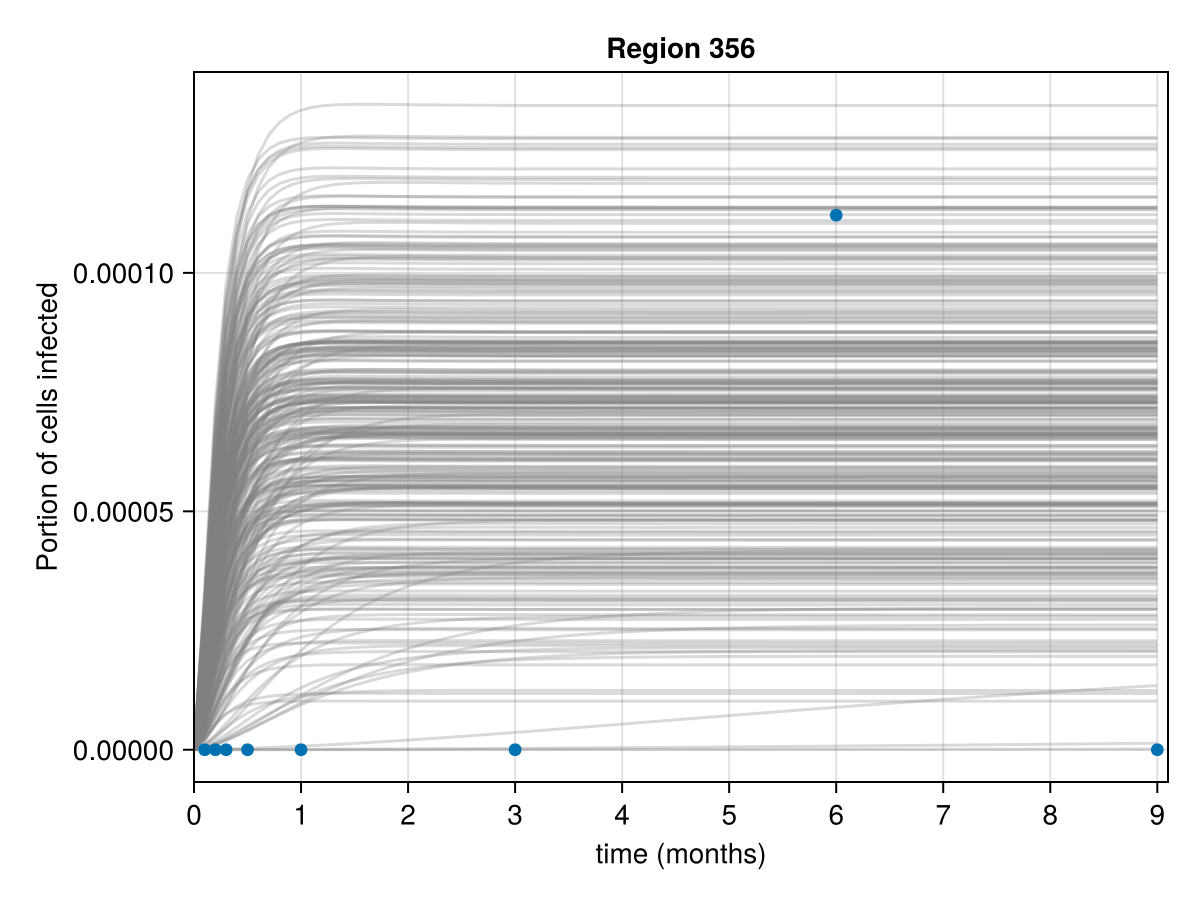 Region 356
Portion of cells infected
0.00010
0.00005
0.00000
0 1 2 3 4 5 6 7 8 9
time (months)